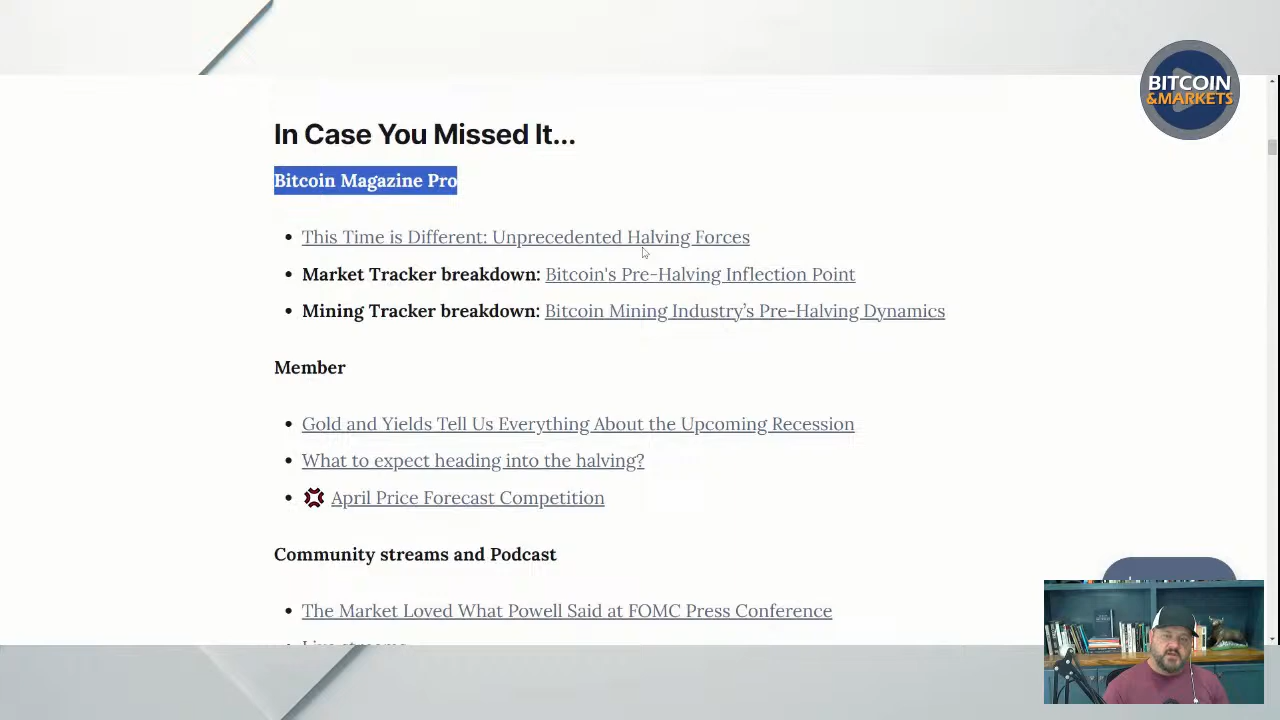 BITCOIN
&MARKETS
In Case You Missed It...
Bitcoin Magazine Pro
• This Time is Different: Unprecedented Halving Forces
• Market Tracker breakdown: Bitcoin's Pre-Halving Inflection Point
• Mining Tracker breakdown: Bitcoin Mining Industry’s Pre-Halving Dynamics
Member
• Gold and Yields Tell Us Everything About the Upcoming Recession
• What to expect heading into the halving?
• 💢 April Price Forecast Competition
Community streams and Podcast
• The Market Loved What Powell Said at FOMC Press Conference